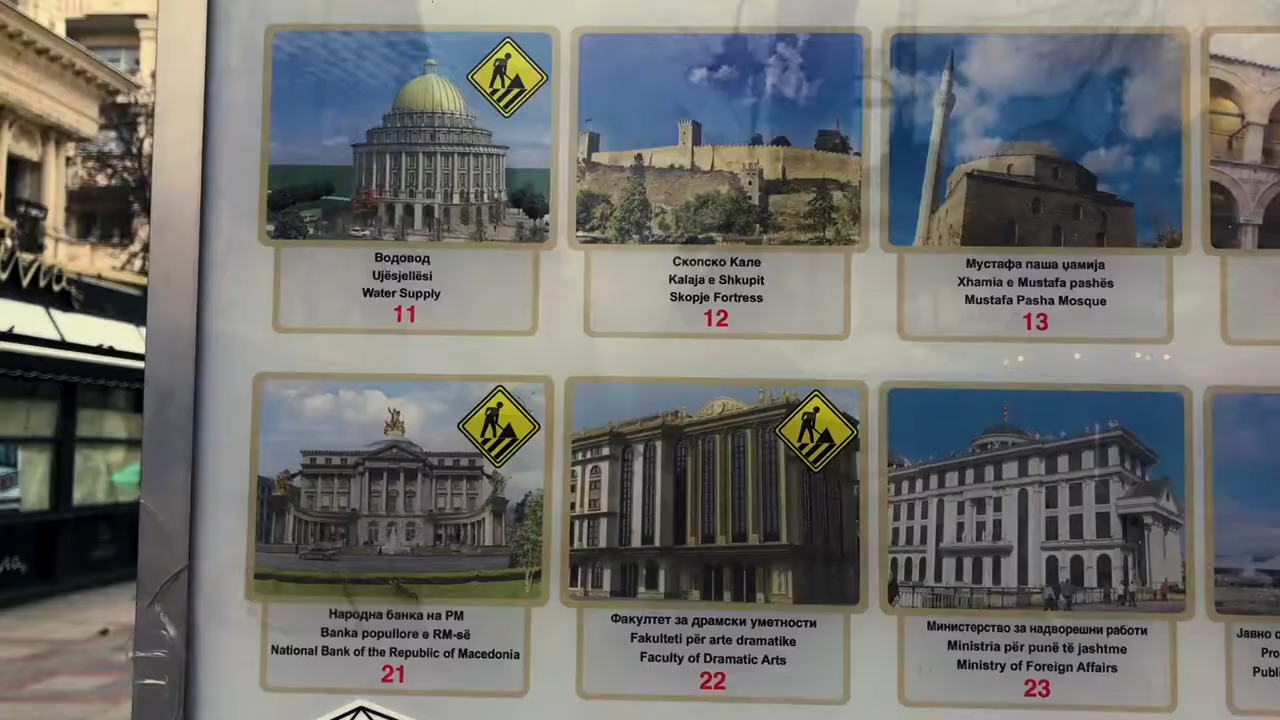 Водовод
Ujësjellësi
Water Supply
11
Скопско Кале
Kalaja e Shkupit
Skopje Fortress
12
Мустафа паша џамија
Xhamia e Mustafa pashës
Mustafa Pasha Mosque
13
Народна банка на РМ
Banka popullore e RM-së
National Bank of the Republic of Macedonia
21
Факултет за драмски уметности
Fakulteti për arte dramatike
Faculty of Dramatic Arts
22
Министерство за надворешни работи
Ministria për punë të jashtme
Ministry of Foreign Affairs
23
Јавно